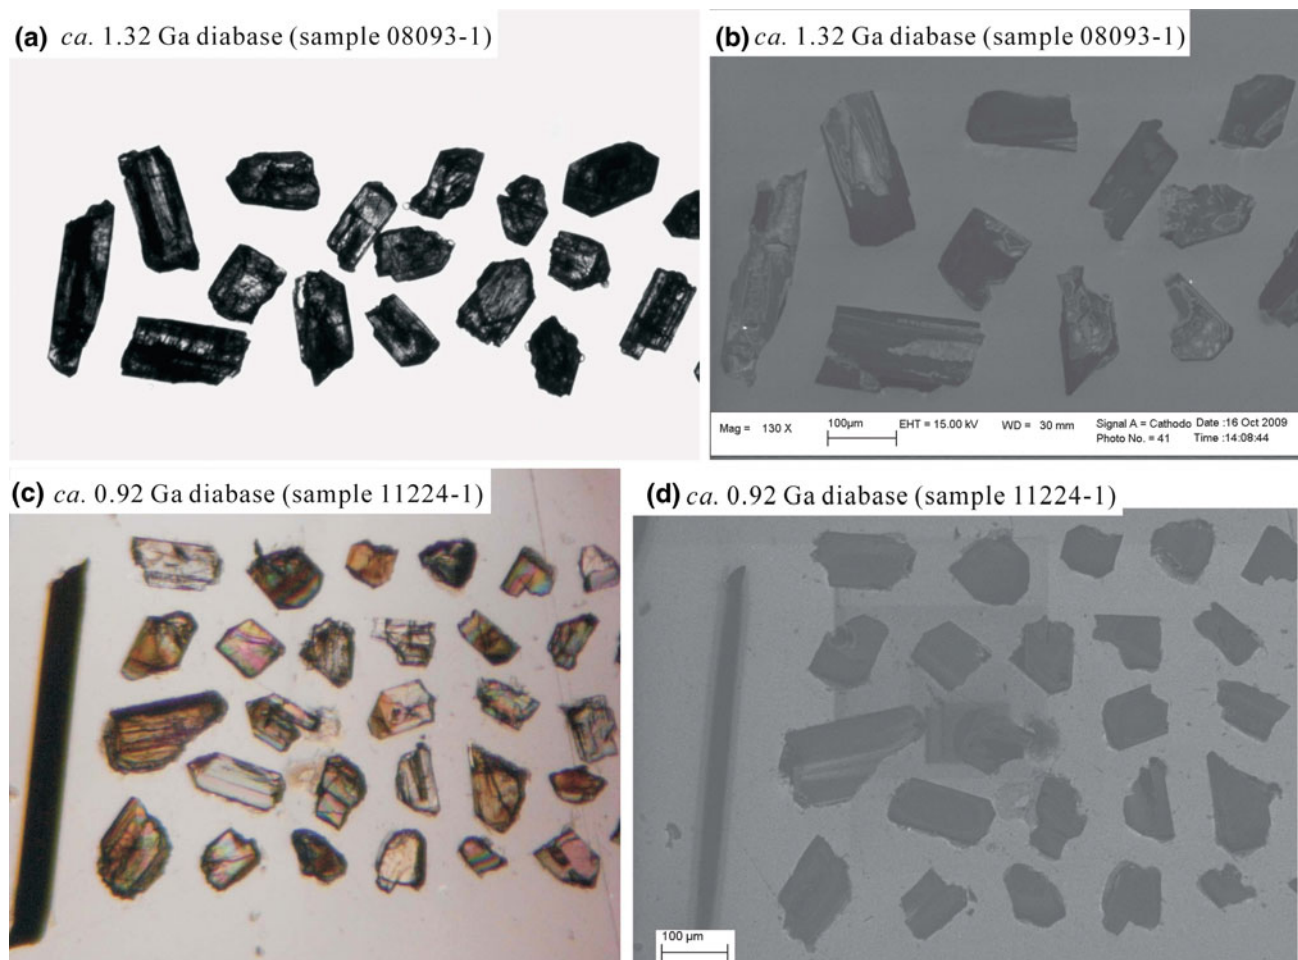 (a) ca. 1.32 Ga diabase (sample 08093-1)
(b) ca. 1.32 Ga diabase (sample 08093-1)
Mag = 130 X 100µm EHT = 15.00 kV WD = 30 mm Signal A = Cathodo Date :16 Oct 2009
Photo No. = 41 Time :14:08:44
(c) ca. 0.92 Ga diabase (sample 11224-1)
(d) ca. 0.92 Ga diabase (sample 11224-1)
100 µm